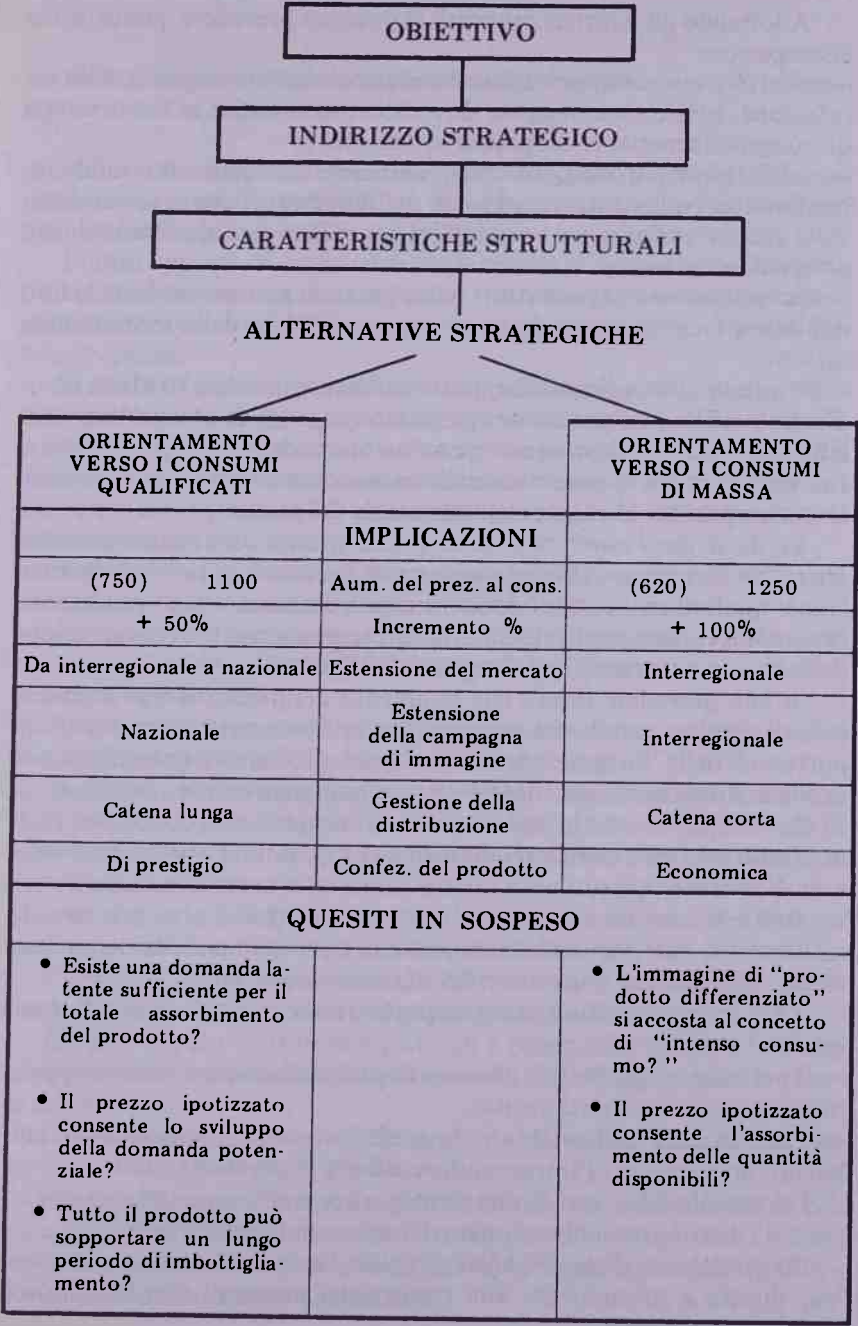 OBIETTIVO
INDIRIZZO STRATEGICO
CARATTERISTICHE STRUTTURALI
ALTERNATIVE STRATEGICHE
ORIENTAMENTO
VERSO I CONSUMI
QUALIFICATI
ORIENTAMENTO
VERSO I CONSUMI
DI MASSA
IMPLICAZIONI
(750) 1100 Aum. del prez. al cons. (620) 1250
+ 50% Incremento % + 100%
Da interregionale a nazionale Estensione del mercato Interregionale
Nazionale
Estensione
della campagna
di immagine
Interregionale
Catena lunga
Gestione della
distribuzione
Catena corta
Di prestigio Confez. del prodotto Economica
QUESITI IN SOSPESO
• Esiste una domanda la-
tente sufficiente per il
totale assorbimento
del prodotto?
• Il prezzo ipotizzato
consente lo sviluppo
della domanda poten-
ziale?
• Tutto il prodotto può
sopportare un lungo
periodo di imbottiglia-
mento?
• L'immagine di “pro-
dotto differenziato”
si accosta al concetto
di “intenso consu-
mo? ”
• Il prezzo ipotizzato
consente l'assorbi-
mento delle quantità
disponibili?